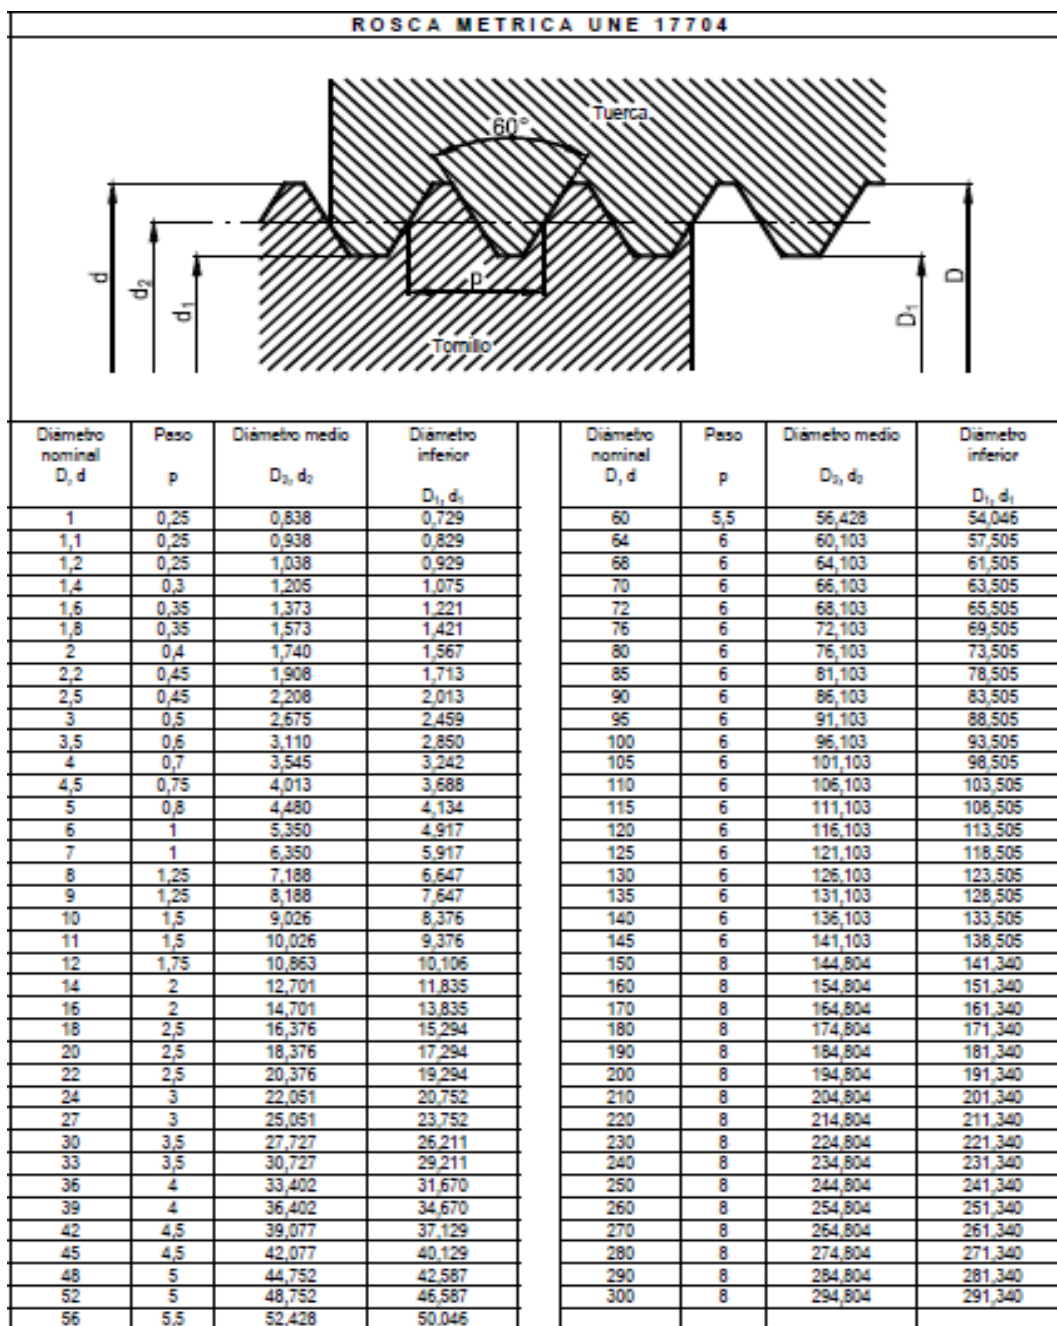 ROSCA METRICA UNE 17704
Tuerca
60°
d
d₂
d₁
p
D₁
D
Tornillo
Diámetro nominal D, d | Paso p | Diámetro medio D₂, d₂ | Diámetro inferior D₁, d₁ | Diámetro nominal D, d | Paso p | Diámetro medio D₂, d₂ | Diámetro inferior D₁, d₁
1 0,25 0,838 0,729 60 5,5 56,428 54,046
1,1 0,25 0,938 0,829 64 6 60,103 57,505
1,2 0,25 1,038 0,929 68 6 64,103 61,505
1,4 0,3 1,205 1,075 70 6 66,103 63,505
1,6 0,35 1,373 1,221 72 6 68,103 65,505
1,8 0,35 1,573 1,421 76 6 72,103 69,505
2 0,4 1,740 1,567 80 6 76,103 73,505
2,2 0,45 1,908 1,713 85 6 81,103 78,505
2,5 0,45 2,208 2,013 90 6 86,103 83,505
3 0,5 2,675 2,459 95 6 91,103 88,505
3,5 0,6 3,110 2,850 100 6 96,103 93,505
4 0,7 3,545 3,242 105 6 101,103 98,505
4,5 0,75 4,013 3,688 110 6 106,103 103,505
5 0,8 4,480 4,134 115 6 111,103 108,505
6 1 5,350 4,917 120 6 116,103 113,505
7 1 6,350 5,917 125 6 121,103 118,505
8 1,25 7,188 6,647 130 6 126,103 123,505
9 1,25 8,188 7,647 135 6 131,103 128,505
10 1,5 9,026 8,376 140 6 136,103 133,505
11 1,5 10,026 9,376 145 6 141,103 138,505
12 1,75 10,863 10,106 150 8 144,804 141,340
14 2 12,701 11,835 160 8 154,804 151,340
16 2 14,701 13,835 170 8 164,804 161,340
18 2,5 16,376 15,294 180 8 174,804 171,340
20 2,5 18,376 17,294 190 8 184,804 181,340
22 2,5 20,376 19,294 200 8 194,804 191,340
24 3 22,051 20,752 210 8 204,804 201,340
27 3 25,051 23,752 220 8 214,804 211,340
30 3,5 27,727 26,211 230 8 224,804 221,340
33 3,5 30,727 29,211 240 8 234,804 231,340
36 4 33,402 31,670 250 8 244,804 241,340
39 4 36,402 34,670 260 8 254,804 251,340
42 4,5 39,077 37,129 270 8 264,804 261,340
45 4,5 42,077 40,129 280 8 274,804 271,340
48 5 44,752 42,587 290 8 284,804 281,340
52 5 48,752 46,587 300 8 294,804 291,340
56 5,5 52,428 50,046